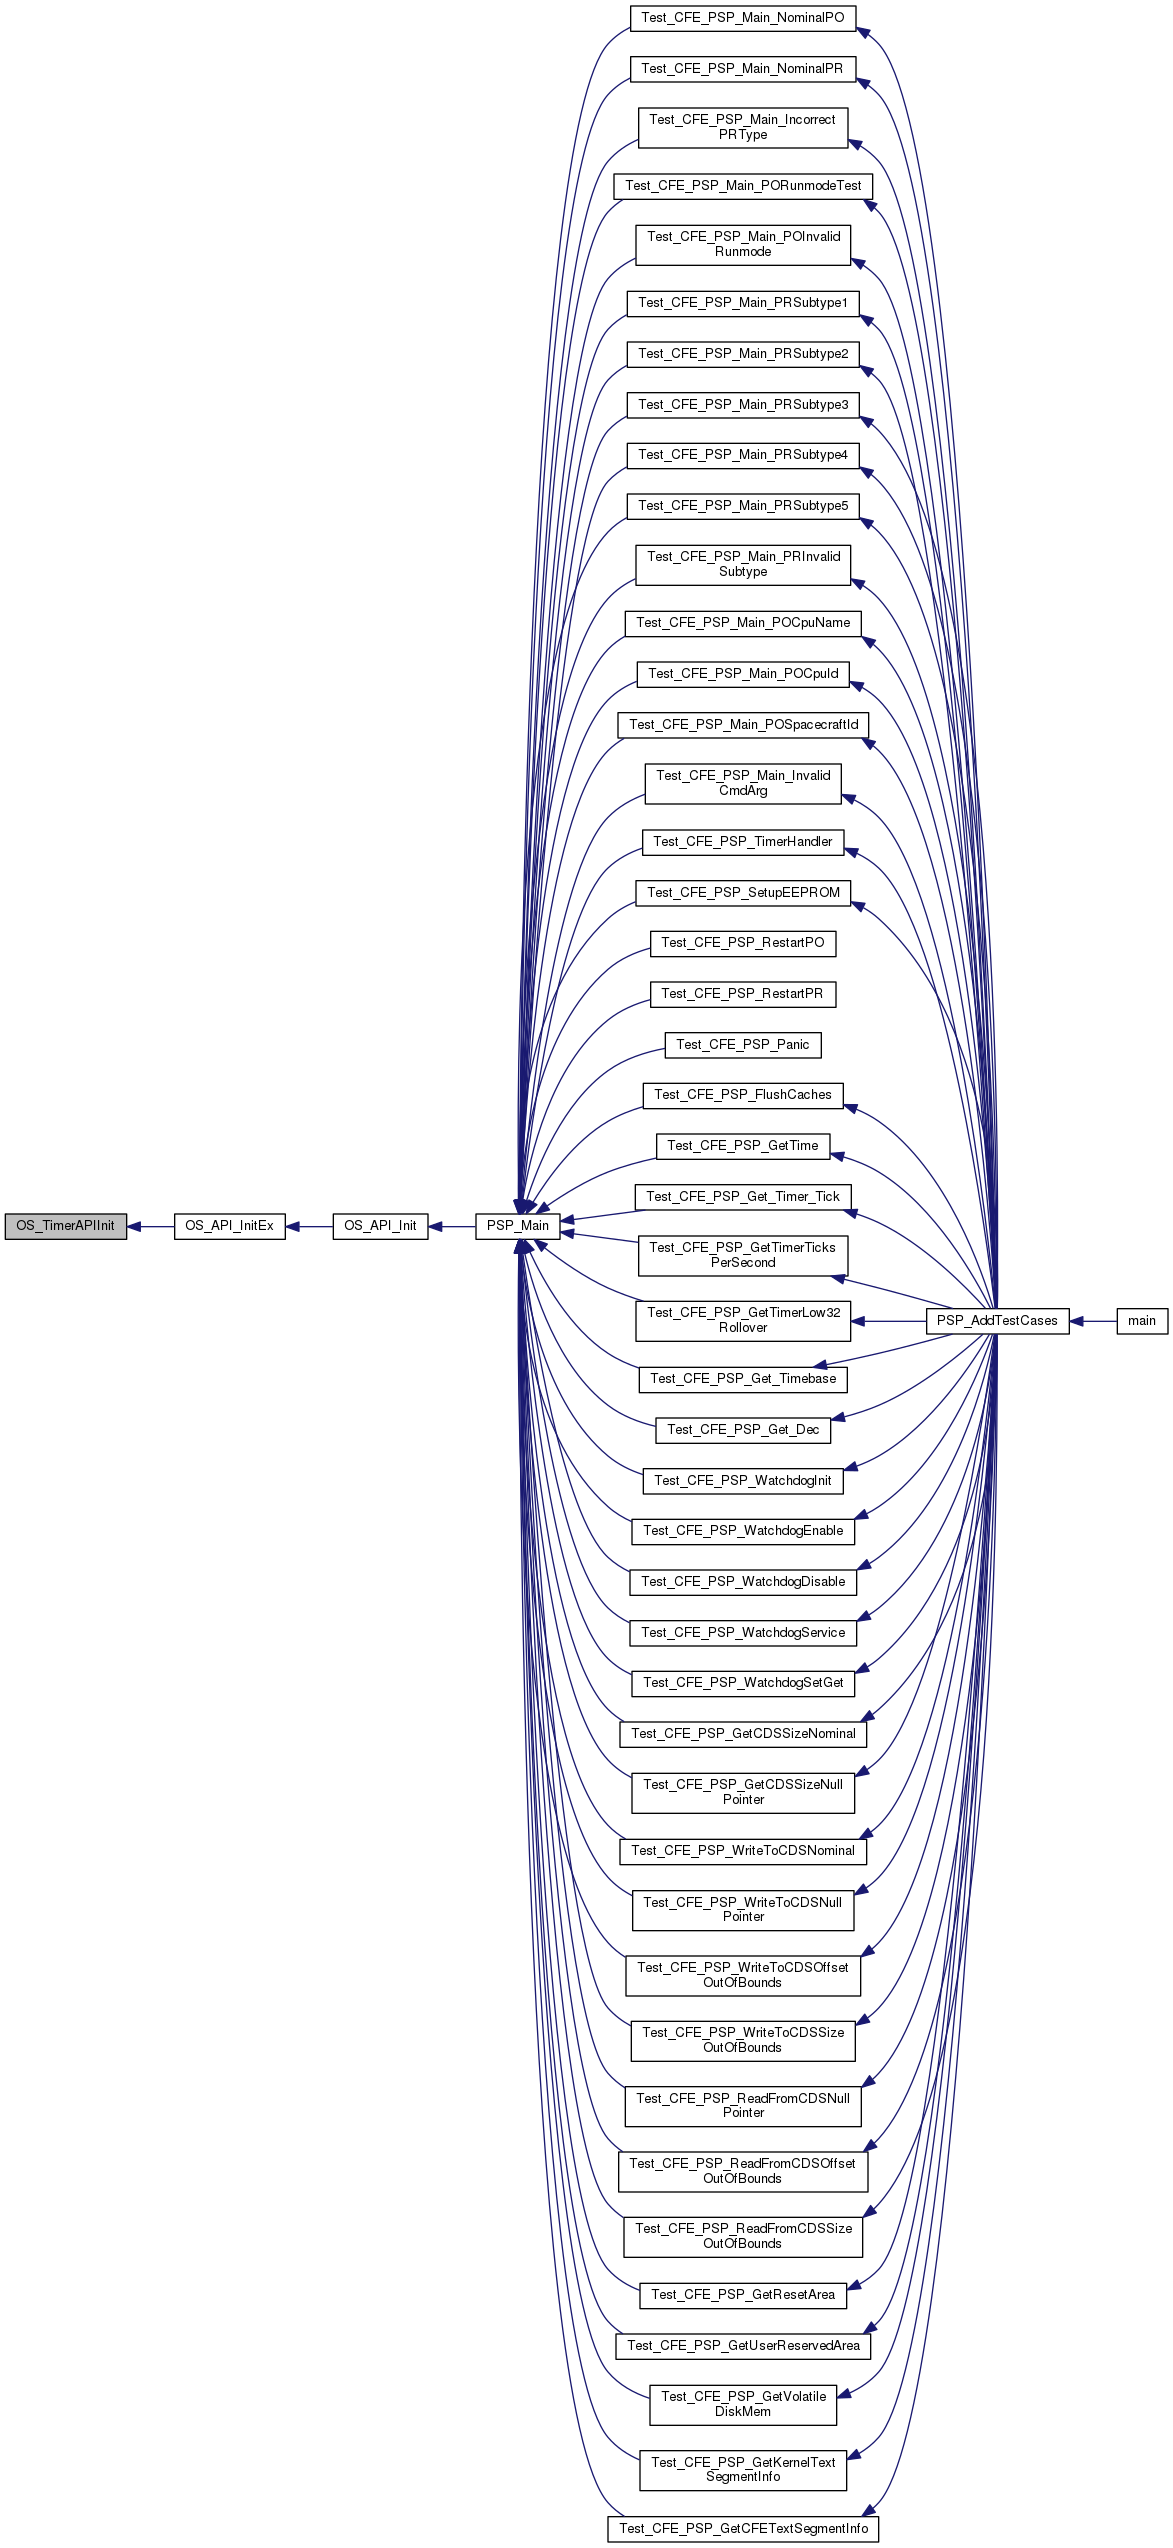 Test_CFE_PSP_Main_NominalPO
Test_CFE_PSP_Main_NominalPR
Test_CFE_PSP_Main_Incorrect
PRType
Test_CFE_PSP_Main_PORunmodeTest
Test_CFE_PSP_Main_POInvalid
Runmode
Test_CFE_PSP_Main_PRSubtype1
Test_CFE_PSP_Main_PRSubtype2
Test_CFE_PSP_Main_PRSubtype3
Test_CFE_PSP_Main_PRSubtype4
Test_CFE_PSP_Main_PRSubtype5
Test_CFE_PSP_Main_PRInvalid
Subtype
Test_CFE_PSP_Main_POCpuName
Test_CFE_PSP_Main_POCpuId
Test_CFE_PSP_Main_POSpacecraftId
Test_CFE_PSP_Main_Invalid
CmdArg
Test_CFE_PSP_TimerHandler
Test_CFE_PSP_SetupEEPROM
Test_CFE_PSP_RestartPO
Test_CFE_PSP_RestartPR
Test_CFE_PSP_Panic
Test_CFE_PSP_FlushCaches
Test_CFE_PSP_GetTime
Test_CFE_PSP_Get_Timer_Tick
OS_TimerAPIInit
OS_API_InitEx
OS_API_Init
PSP_Main
Test_CFE_PSP_GetTimerTicks
PerSecond
Test_CFE_PSP_GetTimerLow32
Rollover
PSP_AddTestCases
main
Test_CFE_PSP_Get_Timebase
Test_CFE_PSP_Get_Dec
Test_CFE_PSP_WatchdogInit
Test_CFE_PSP_WatchdogEnable
Test_CFE_PSP_WatchdogDisable
Test_CFE_PSP_WatchdogService
Test_CFE_PSP_WatchdogSetGet
Test_CFE_PSP_GetCDSSizeNominal
Test_CFE_PSP_GetCDSSizeNull
Pointer
Test_CFE_PSP_WriteToCDSNominal
Test_CFE_PSP_WriteToCDSNull
Pointer
Test_CFE_PSP_WriteToCDSOffset
OutOfBounds
Test_CFE_PSP_WriteToCDSSize
OutOfBounds
Test_CFE_PSP_ReadFromCDSNull
Pointer
Test_CFE_PSP_ReadFromCDSOffset
OutOfBounds
Test_CFE_PSP_ReadFromCDSSize
OutOfBounds
Test_CFE_PSP_GetResetArea
Test_CFE_PSP_GetUserReservedArea
Test_CFE_PSP_GetVolatile
DiskMem
Test_CFE_PSP_GetKernelText
SegmentInfo
Test_CFE_PSP_GetCFETextSegmentInfo